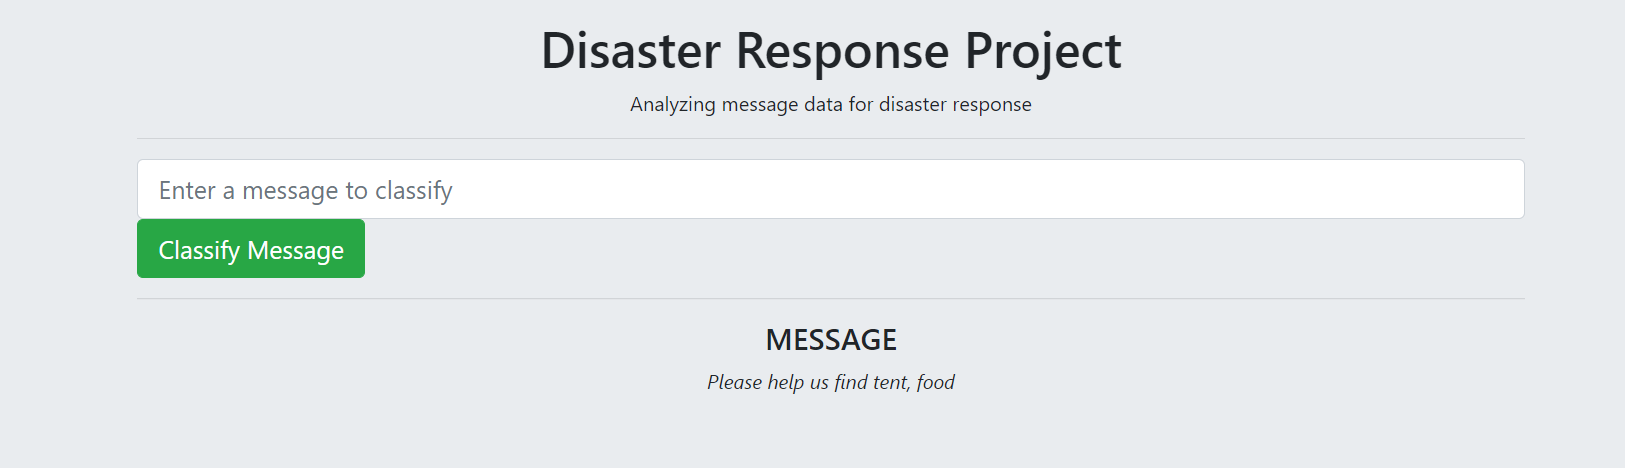 Disaster Response Project
Analyzing message data for disaster response
Enter a message to classify
Classify Message
MESSAGE
Please help us find tent, food